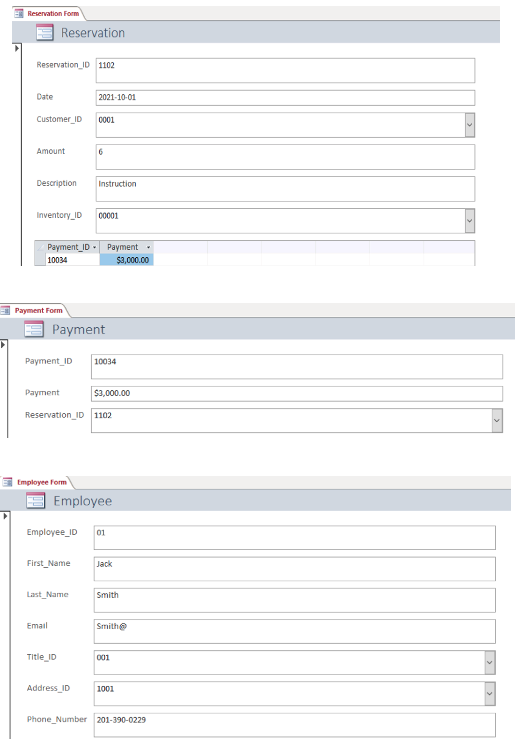 Reservation Form
Reservation
Reservation_ID 1102
Date 2021-10-01
Customer_ID 0001
Amount 6
Description Instruction
Inventory_ID 00001
Payment_ID Payment
10034 $3,000.00
Payment Form
Payment
Payment_ID 10034
Payment $3,000.00
Reservation_ID 1102
Employee Form
Employee
Employee_ID 01
First_Name Jack
Last_Name Smith
Email Smith@
Title_ID 001
Address_ID 1001
Phone_Number 201-390-0229